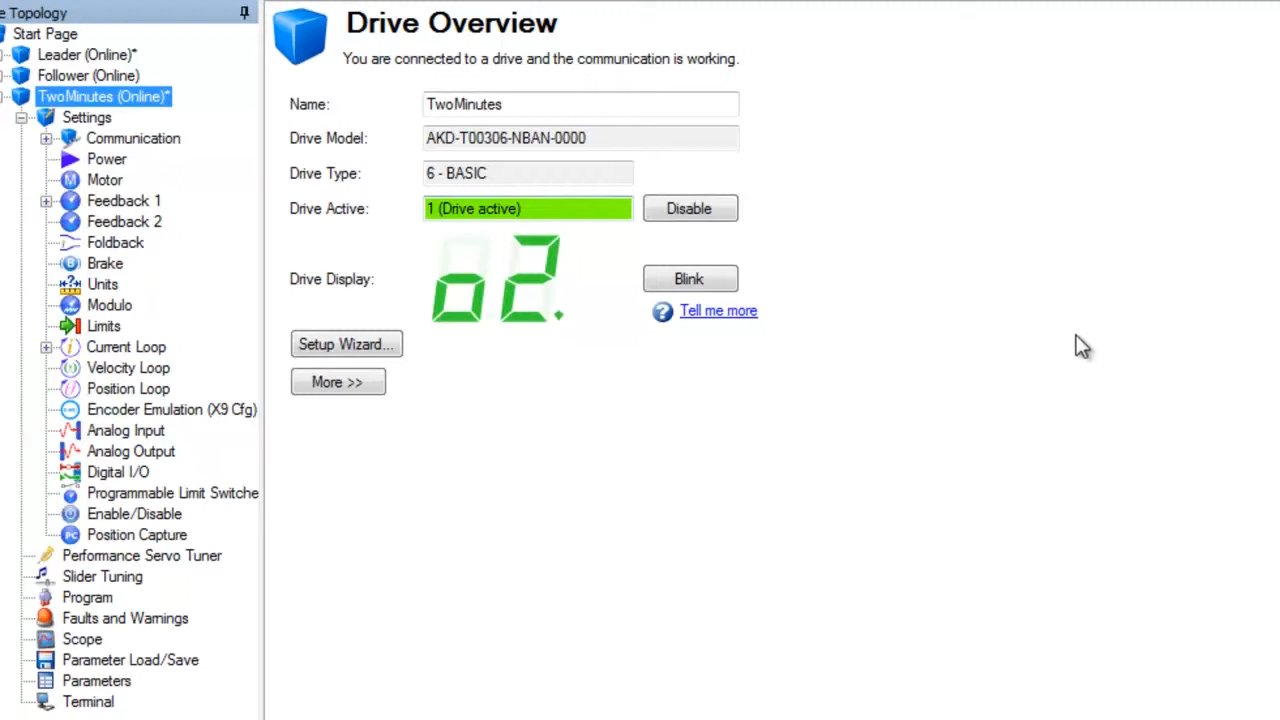 e Topology
Start Page
Leader (Online)*
Follower (Online)
TwoMinutes (Online)*
Settings
Communication
Power
Motor
Feedback 1
Feedback 2
Foldback
Brake
Units
Modulo
Limits
Current Loop
Velocity Loop
Position Loop
Encoder Emulation (X9 Cfg)
Analog Input
Analog Output
Digital I/O
Programmable Limit Switche
Enable/Disable
Position Capture
Performance Servo Tuner
Slider Tuning
Program
Faults and Warnings
Scope
Parameter Load/Save
Parameters
Terminal
Drive Overview
You are connected to a drive and the communication is working.
Name: TwoMinutes
Drive Model: AKD-T00306-NBAN-0000
Drive Type: 6 - BASIC
Drive Active: 1 (Drive active) Disable
Drive Display: o2. Blink
Tell me more
Setup Wizard...
More >>